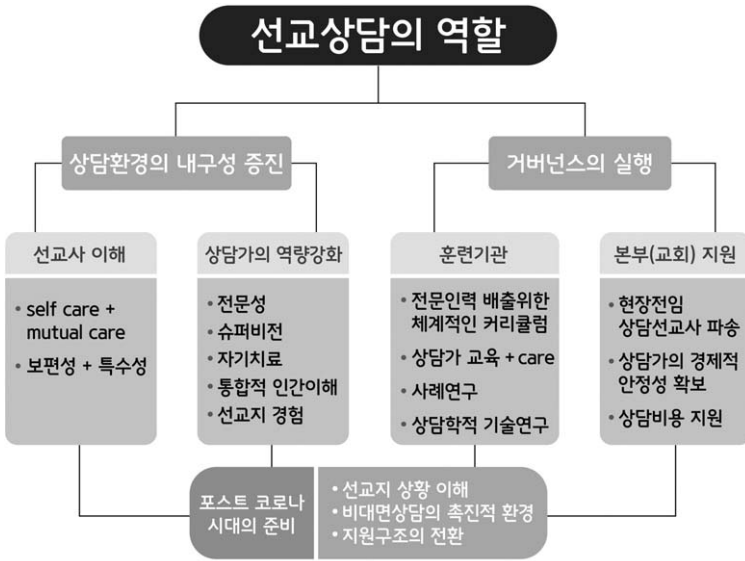 선교상담의 역할
상담환경의 내구성 증진
거버넌스의 실행
선교사 이해
• self care +
mutual care
• 보편성 + 특수성
상담가의 역량강화
• 전문성
• 슈퍼비전
• 자기치료
• 통합적 인간이해
• 선교지 경험
훈련기관
• 전문인력 배출위한
체계적인 커리큘럼
• 상담가 교육 + care
• 사례연구
• 상담학적 기술연구
본부(교회) 지원
• 현장전임
상담선교사 파송
• 상담가의 경제적
안정성 확보
• 상담비용 지원
포스트 코로나
시대의 준비
• 선교지 상황 이해
• 비대면상담의 촉진적 환경
• 지원구조의 전환